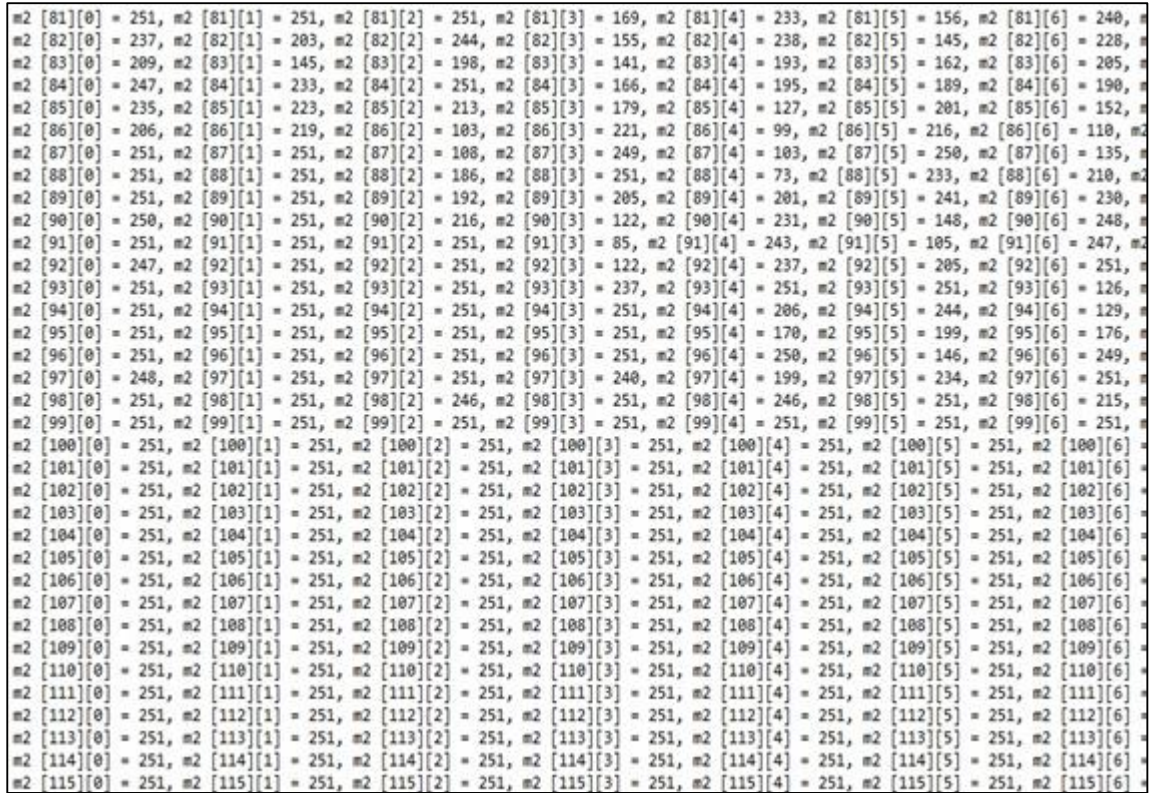 m2 [81][0] = 251, m2 [81][1] = 251, m2 [81][2] = 251, m2 [81][3] = 169, m2 [81][4] = 233, m2 [81][5] = 156, m2 [81][6] = 240,
m2 [82][0] = 237, m2 [82][1] = 203, m2 [82][2] = 244, m2 [82][3] = 155, m2 [82][4] = 238, m2 [82][5] = 145, m2 [82][6] = 228,
m2 [83][0] = 209, m2 [83][1] = 145, m2 [83][2] = 198, m2 [83][3] = 141, m2 [83][4] = 193, m2 [83][5] = 162, m2 [83][6] = 205,
m2 [84][0] = 247, m2 [84][1] = 233, m2 [84][2] = 251, m2 [84][3] = 166, m2 [84][4] = 195, m2 [84][5] = 189, m2 [84][6] = 190,
m2 [85][0] = 235, m2 [85][1] = 223, m2 [85][2] = 213, m2 [85][3] = 179, m2 [85][4] = 127, m2 [85][5] = 201, m2 [85][6] = 152,
m2 [86][0] = 206, m2 [86][1] = 219, m2 [86][2] = 103, m2 [86][3] = 221, m2 [86][4] = 99, m2 [86][5] = 216, m2 [86][6] = 110, m2
m2 [87][0] = 251, m2 [87][1] = 251, m2 [87][2] = 108, m2 [87][3] = 249, m2 [87][4] = 103, m2 [87][5] = 250, m2 [87][6] = 135,
m2 [88][0] = 251, m2 [88][1] = 251, m2 [88][2] = 186, m2 [88][3] = 251, m2 [88][4] = 73, m2 [88][5] = 233, m2 [88][6] = 210, m2
m2 [89][0] = 251, m2 [89][1] = 251, m2 [89][2] = 192, m2 [89][3] = 205, m2 [89][4] = 201, m2 [89][5] = 241, m2 [89][6] = 230,
m2 [90][0] = 250, m2 [90][1] = 251, m2 [90][2] = 216, m2 [90][3] = 122, m2 [90][4] = 231, m2 [90][5] = 148, m2 [90][6] = 248,
m2 [91][0] = 251, m2 [91][1] = 251, m2 [91][2] = 251, m2 [91][3] = 85, m2 [91][4] = 243, m2 [91][5] = 105, m2 [91][6] = 247, m2
m2 [92][0] = 247, m2 [92][1] = 251, m2 [92][2] = 251, m2 [92][3] = 122, m2 [92][4] = 237, m2 [92][5] = 205, m2 [92][6] = 251,
m2 [93][0] = 251, m2 [93][1] = 251, m2 [93][2] = 251, m2 [93][3] = 237, m2 [93][4] = 251, m2 [93][5] = 251, m2 [93][6] = 126,
m2 [94][0] = 251, m2 [94][1] = 251, m2 [94][2] = 251, m2 [94][3] = 251, m2 [94][4] = 206, m2 [94][5] = 244, m2 [94][6] = 129,
m2 [95][0] = 251, m2 [95][1] = 251, m2 [95][2] = 251, m2 [95][3] = 251, m2 [95][4] = 170, m2 [95][5] = 199, m2 [95][6] = 176,
m2 [96][0] = 251, m2 [96][1] = 251, m2 [96][2] = 251, m2 [96][3] = 251, m2 [96][4] = 250, m2 [96][5] = 146, m2 [96][6] = 249,
m2 [97][0] = 248, m2 [97][1] = 251, m2 [97][2] = 251, m2 [97][3] = 240, m2 [97][4] = 199, m2 [97][5] = 234, m2 [97][6] = 251,
m2 [98][0] = 251, m2 [98][1] = 251, m2 [98][2] = 246, m2 [98][3] = 251, m2 [98][4] = 246, m2 [98][5] = 251, m2 [98][6] = 215,
m2 [99][0] = 251, m2 [99][1] = 251, m2 [99][2] = 251, m2 [99][3] = 251, m2 [99][4] = 251, m2 [99][5] = 251, m2 [99][6] = 251,
m2 [100][0] = 251, m2 [100][1] = 251, m2 [100][2] = 251, m2 [100][3] = 251, m2 [100][4] = 251, m2 [100][5] = 251, m2 [100][6] =
m2 [101][0] = 251, m2 [101][1] = 251, m2 [101][2] = 251, m2 [101][3] = 251, m2 [101][4] = 251, m2 [101][5] = 251, m2 [101][6] =
m2 [102][0] = 251, m2 [102][1] = 251, m2 [102][2] = 251, m2 [102][3] = 251, m2 [102][4] = 251, m2 [102][5] = 251, m2 [102][6] =
m2 [103][0] = 251, m2 [103][1] = 251, m2 [103][2] = 251, m2 [103][3] = 251, m2 [103][4] = 251, m2 [103][5] = 251, m2 [103][6] =
m2 [104][0] = 251, m2 [104][1] = 251, m2 [104][2] = 251, m2 [104][3] = 251, m2 [104][4] = 251, m2 [104][5] = 251, m2 [104][6] =
m2 [105][0] = 251, m2 [105][1] = 251, m2 [105][2] = 251, m2 [105][3] = 251, m2 [105][4] = 251, m2 [105][5] = 251, m2 [105][6] =
m2 [106][0] = 251, m2 [106][1] = 251, m2 [106][2] = 251, m2 [106][3] = 251, m2 [106][4] = 251, m2 [106][5] = 251, m2 [106][6] =
m2 [107][0] = 251, m2 [107][1] = 251, m2 [107][2] = 251, m2 [107][3] = 251, m2 [107][4] = 251, m2 [107][5] = 251, m2 [107][6] =
m2 [108][0] = 251, m2 [108][1] = 251, m2 [108][2] = 251, m2 [108][3] = 251, m2 [108][4] = 251, m2 [108][5] = 251, m2 [108][6] =
m2 [109][0] = 251, m2 [109][1] = 251, m2 [109][2] = 251, m2 [109][3] = 251, m2 [109][4] = 251, m2 [109][5] = 251, m2 [109][6] =
m2 [110][0] = 251, m2 [110][1] = 251, m2 [110][2] = 251, m2 [110][3] = 251, m2 [110][4] = 251, m2 [110][5] = 251, m2 [110][6] =
m2 [111][0] = 251, m2 [111][1] = 251, m2 [111][2] = 251, m2 [111][3] = 251, m2 [111][4] = 251, m2 [111][5] = 251, m2 [111][6] =
m2 [112][0] = 251, m2 [112][1] = 251, m2 [112][2] = 251, m2 [112][3] = 251, m2 [112][4] = 251, m2 [112][5] = 251, m2 [112][6] =
m2 [113][0] = 251, m2 [113][1] = 251, m2 [113][2] = 251, m2 [113][3] = 251, m2 [113][4] = 251, m2 [113][5] = 251, m2 [113][6] =
m2 [114][0] = 251, m2 [114][1] = 251, m2 [114][2] = 251, m2 [114][3] = 251, m2 [114][4] = 251, m2 [114][5] = 251, m2 [114][6] =
m2 [115][0] = 251, m2 [115][1] = 251, m2 [115][2] = 251, m2 [115][3] = 251, m2 [115][4] = 251, m2 [115][5] = 251, m2 [115][6] =